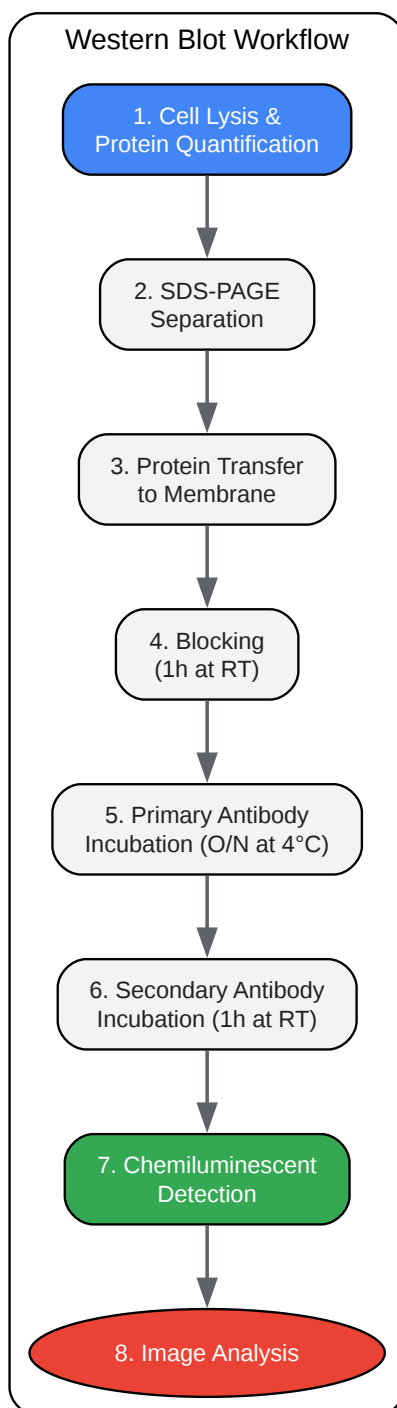 Western Blot Workflow
1. Cell Lysis &
Protein Quantification
2. SDS-PAGE
Separation
3. Protein Transfer
to Membrane
4. Blocking
(1h at RT)
5. Primary Antibody
Incubation (O/N at 4°C)
6. Secondary Antibody
Incubation (1h at RT)
7. Chemiluminescent
Detection
8. Image Analysis